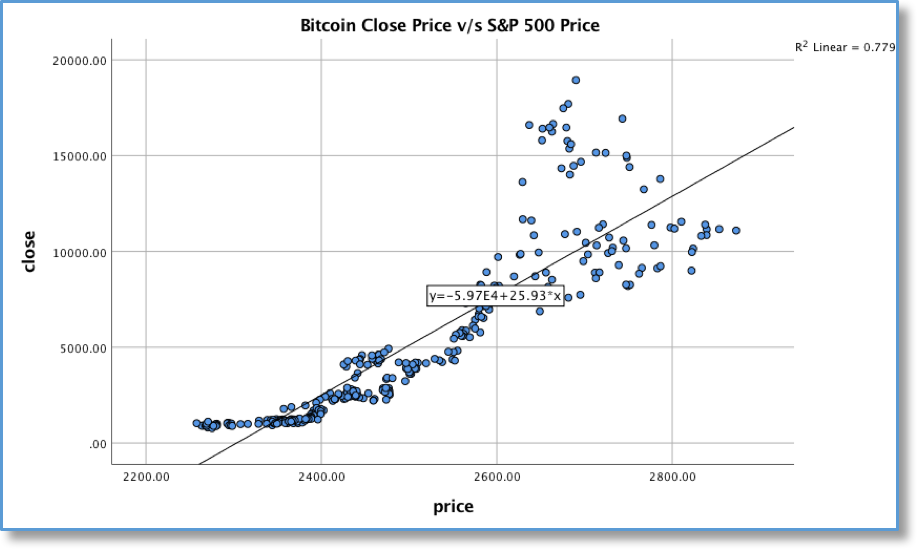 Bitcoin Close Price v/s S&P 500 Price
R2 Linear = 0.779
20000.00
15000.00
10000.00
5000.00
.00
close
y=-5.97E4+25.93*x
2200.00
2400.00
2600.00
2800.00
price